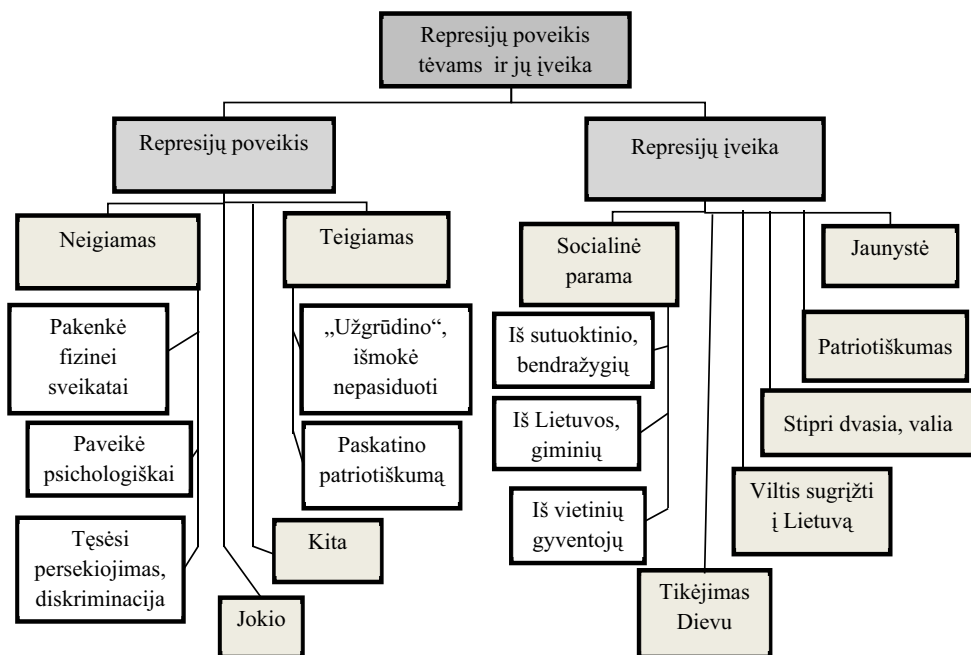 Represijų poveikis
tėvams ir jų įveika
Represijų poveikis
Represijų įveika
Neigiamas
Teigiamas
Pakenkė
fizinei
sveikatai
Paveikė
psichologiškai
Tęsėsi
persekiojimas,
diskriminacija
„Užgrūdino“,
išmokė
nepasiduoti
Paskatino
patriotiškumą
Kita
Jokio
Socialinė
parama
Iš sutuoktinio,
bendražygių
Iš Lietuvos,
giminių
Iš vietinių
gyventojų
Jaunystė
Patriotiškumas
Stipri dvasia, valia
Viltis sugrįžti
į Lietuvą
Tikėjimas
Dievu